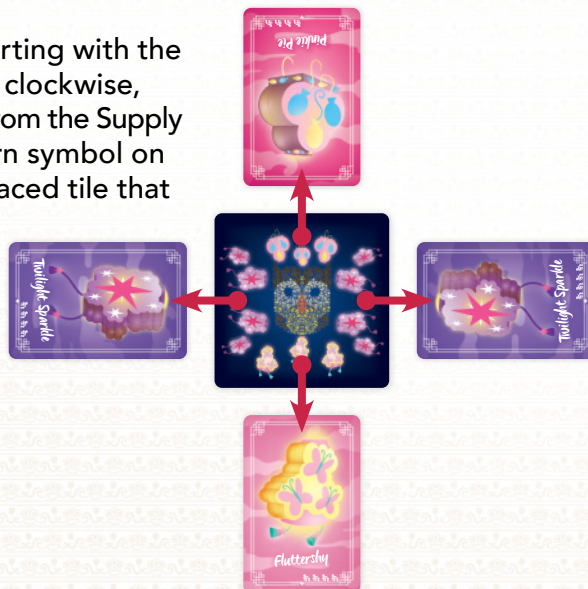 rting with the
clockwise,
rom the Supply
rn symbol on
aced tile that
Pinkie Pie
Twilight Sparkle
Twilight Sparkle
Fluttershy